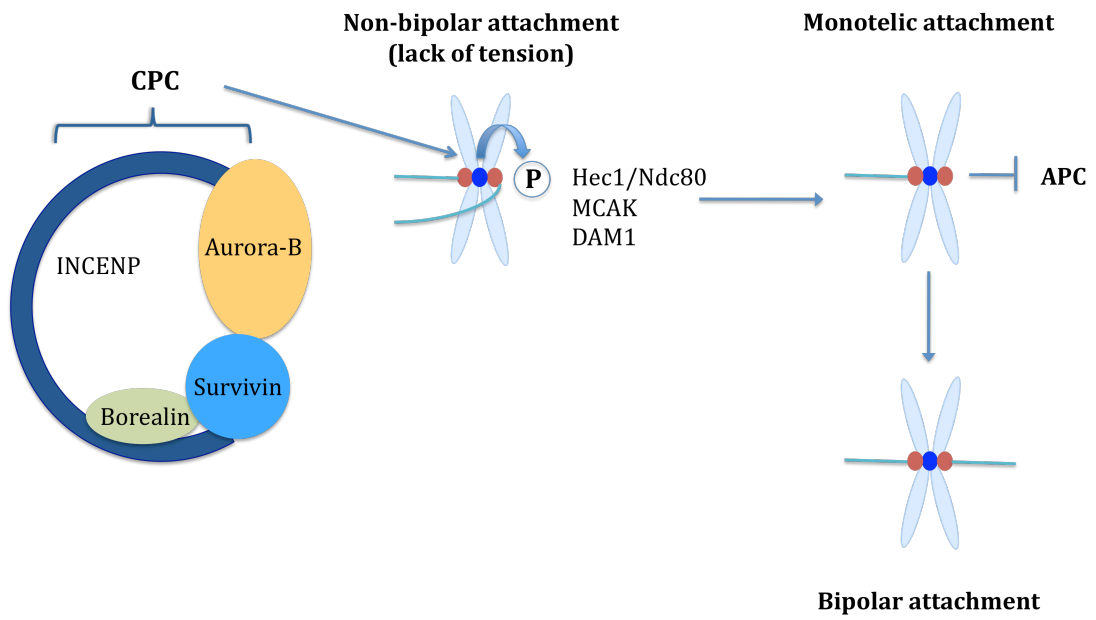 Non-bipolar attachment
(lack of tension)
Monotelic attachment
CPC
P
Hec1/Ndc80
MCAK
DAM1
APC
Aurora-B
INCENP
Survivin
Borealin
Bipolar attachment